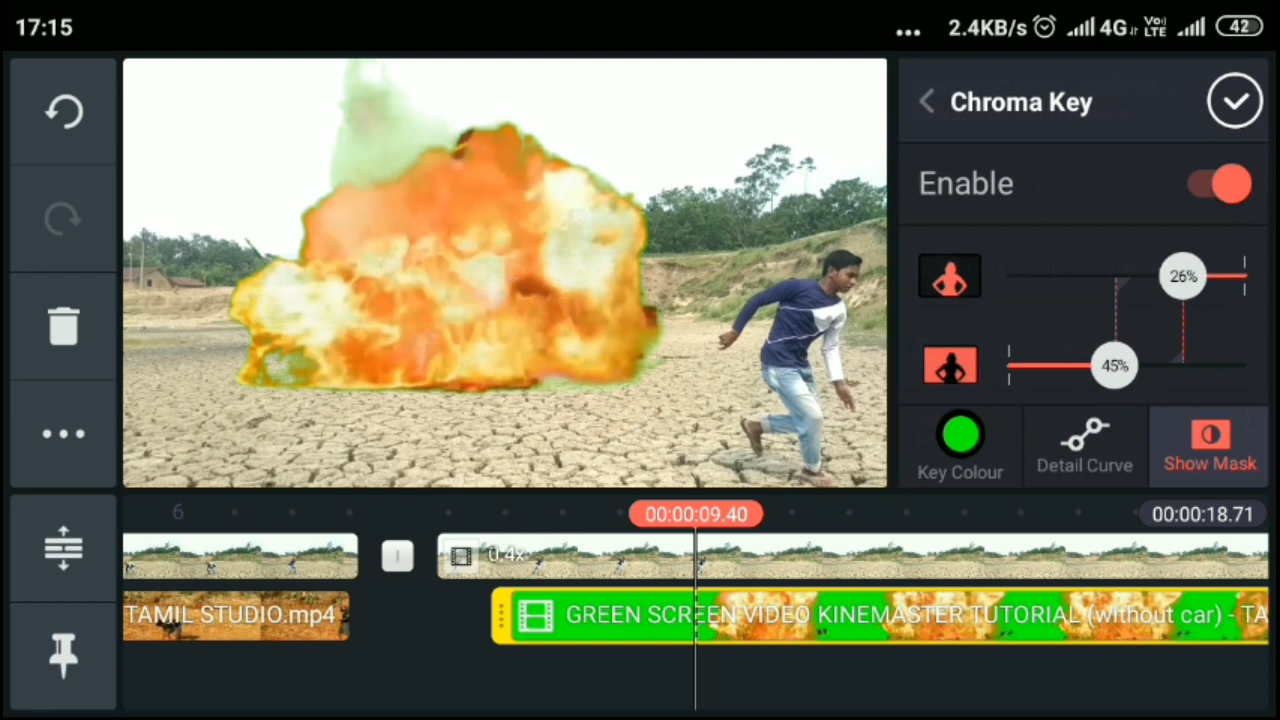 17:15
... 2.4KB/s 4G Vo) LTE 42
Chroma Key
Enable
26%
45%
Key Colour
Detail Curve
Show Mask
6
00:00:09.40
00:00:18.71
0.4x
TAMIL STUDIO.mp4
GREEN SCREEN VIDEO KINEMASTER TUTORIAL (without car) - TA